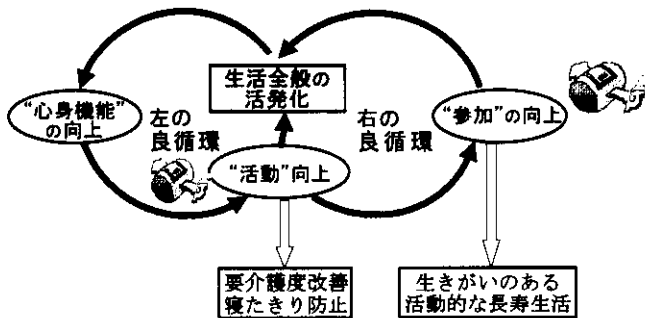 生活全般の
活発化
“心身機能”
の向上
左の
良循環
右の
良循環
“参加”の向上
“活動”向上
要介護度改善
寝たきり防止
生きがいのある
活動的な長寿生活